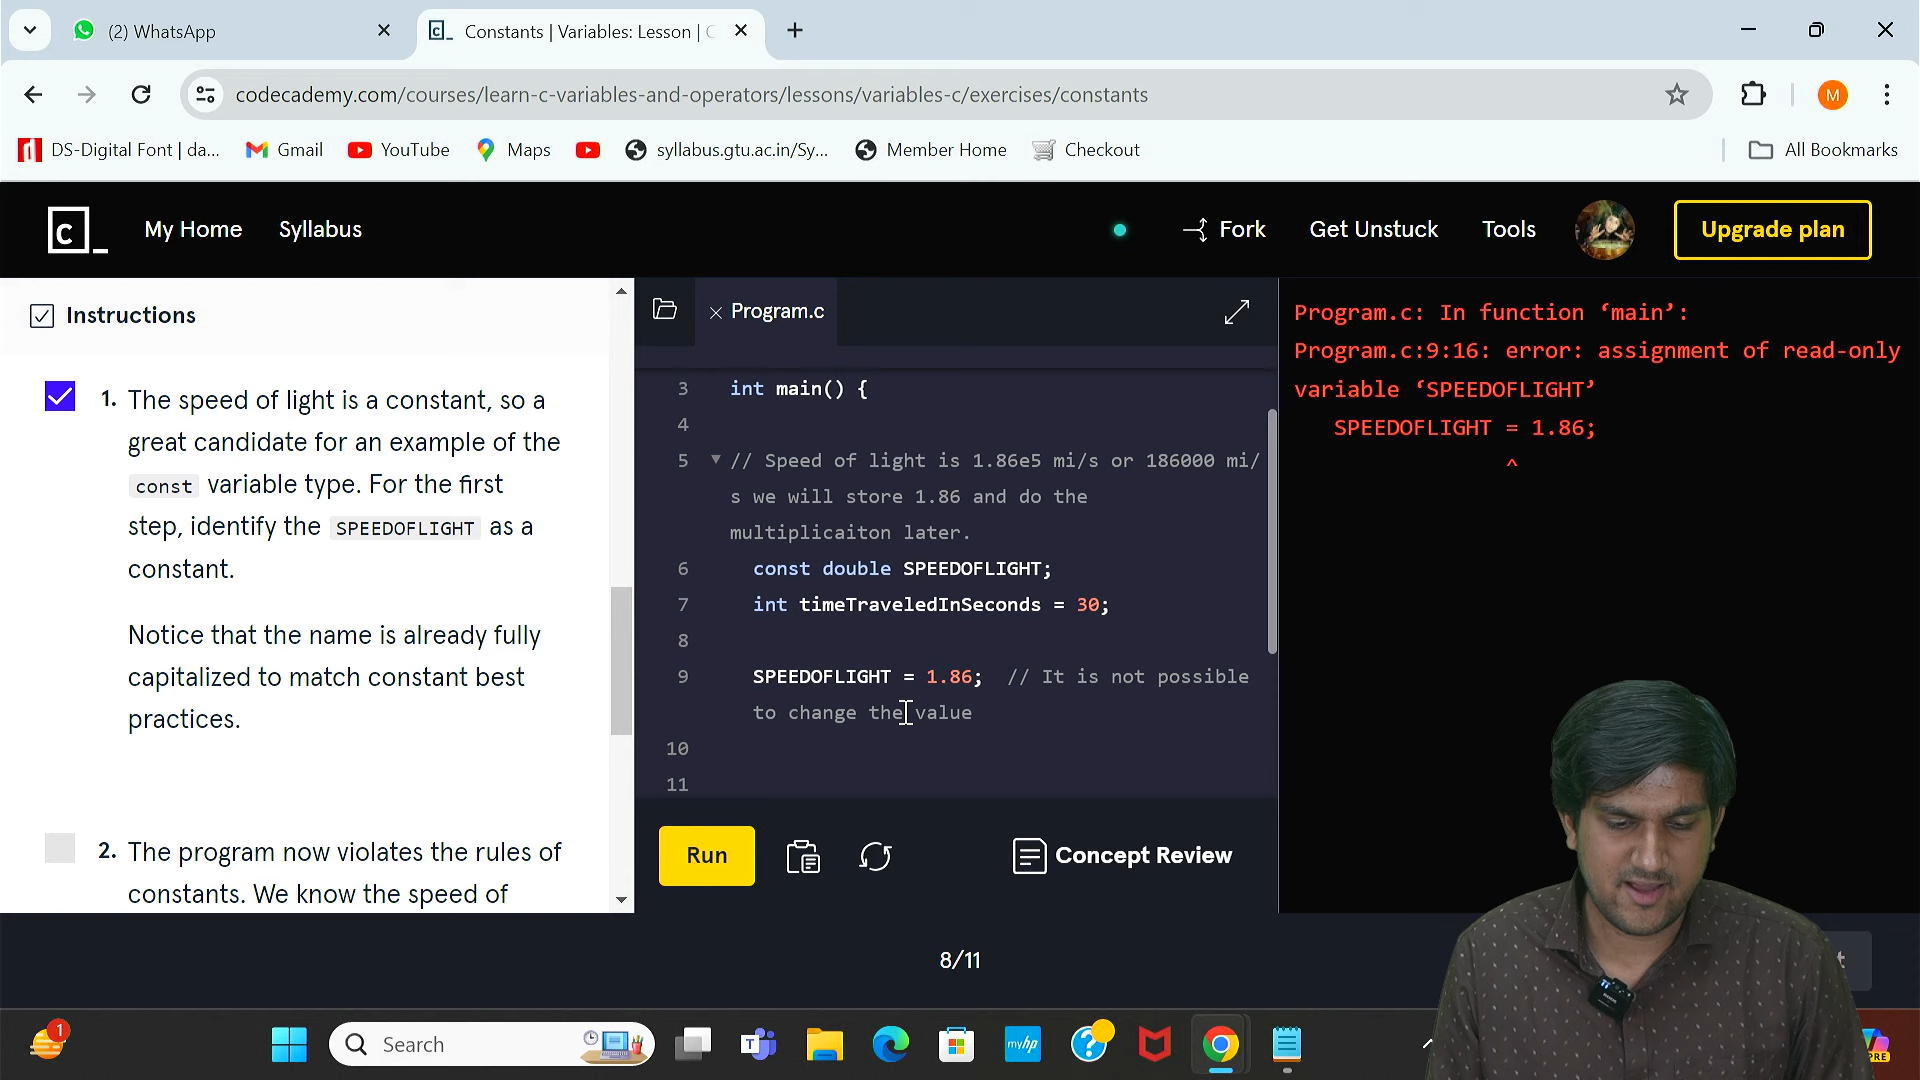 (2) WhatsApp
Constants | Variables: Lesson |
codecademy.com/courses/learn-c-variables-and-operators/lessons/variables-c/exercises/constants
M
DS-Digital Font | da...
Gmail
YouTube
Maps
syllabus.gtu.ac.in/Sy...
Member Home
Checkout
All Bookmarks
My Home
Syllabus
Fork
Get Unstuck
Tools
Upgrade plan
Instructions
1. The speed of light is a constant, so a
great candidate for an example of the
const variable type. For the first
step, identify the SPEEDOFLIGHT as a
constant.
Notice that the name is already fully
capitalized to match constant best
practices.
2. The program now violates the rules of
constants. We know the speed of
Program.c
3 int main() {
4
5 // Speed of light is 1.86e5 mi/s or 186000 mi/
s we will store 1.86 and do the
multiplicaiton later.
6 const double SPEEDOFLIGHT;
7 int timeTraveledInSeconds = 30;
8
9 SPEEDOFLIGHT = 1.86; // It is not possible
to change the value
10
11
Run
Concept Review
Program.c: In function ‘main’:
Program.c:9:16: error: assignment of read-only
variable ‘SPEEDOFLIGHT’
SPEEDOFLIGHT = 1.86;
^
8/11
1
Search
myhp
PRE